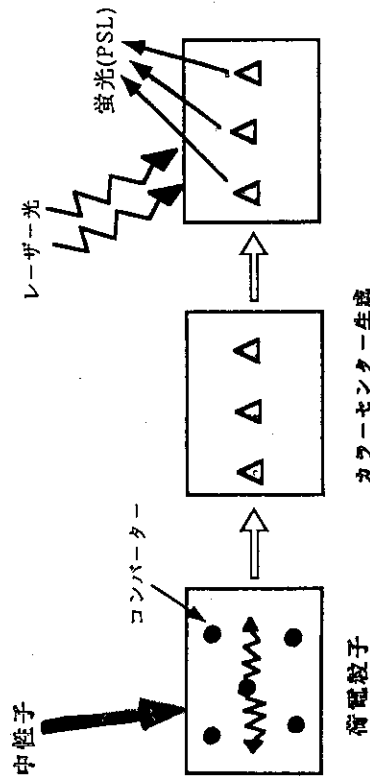 中性子
コンバーター
荷電粒子
カラーセンター生成
レーザー光
蛍光(PSL)